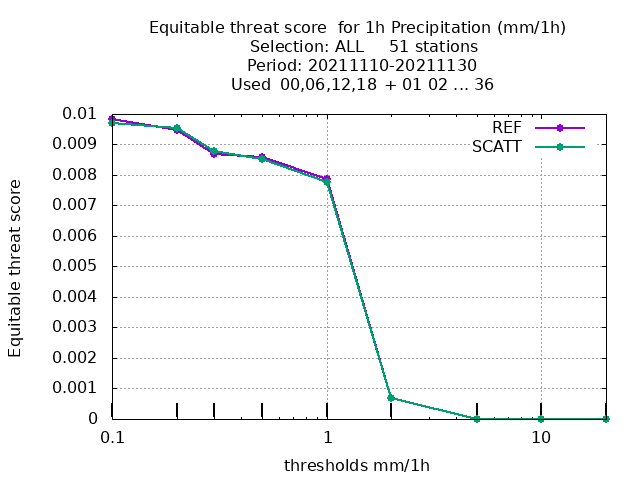 Equitable threat score  for 1h Precipitation (mm/1h)
Selection: ALL     51 stations
Period: 20211110-20211130
Used  00,06,12,18  + 01 02 ... 36
REF
SCATT
0.01
0.009
0.008
0.007
0.006
0.005
0.004
0.003
0.002
0.001
0
Equitable threat score
0.1
1
10
thresholds mm/1h